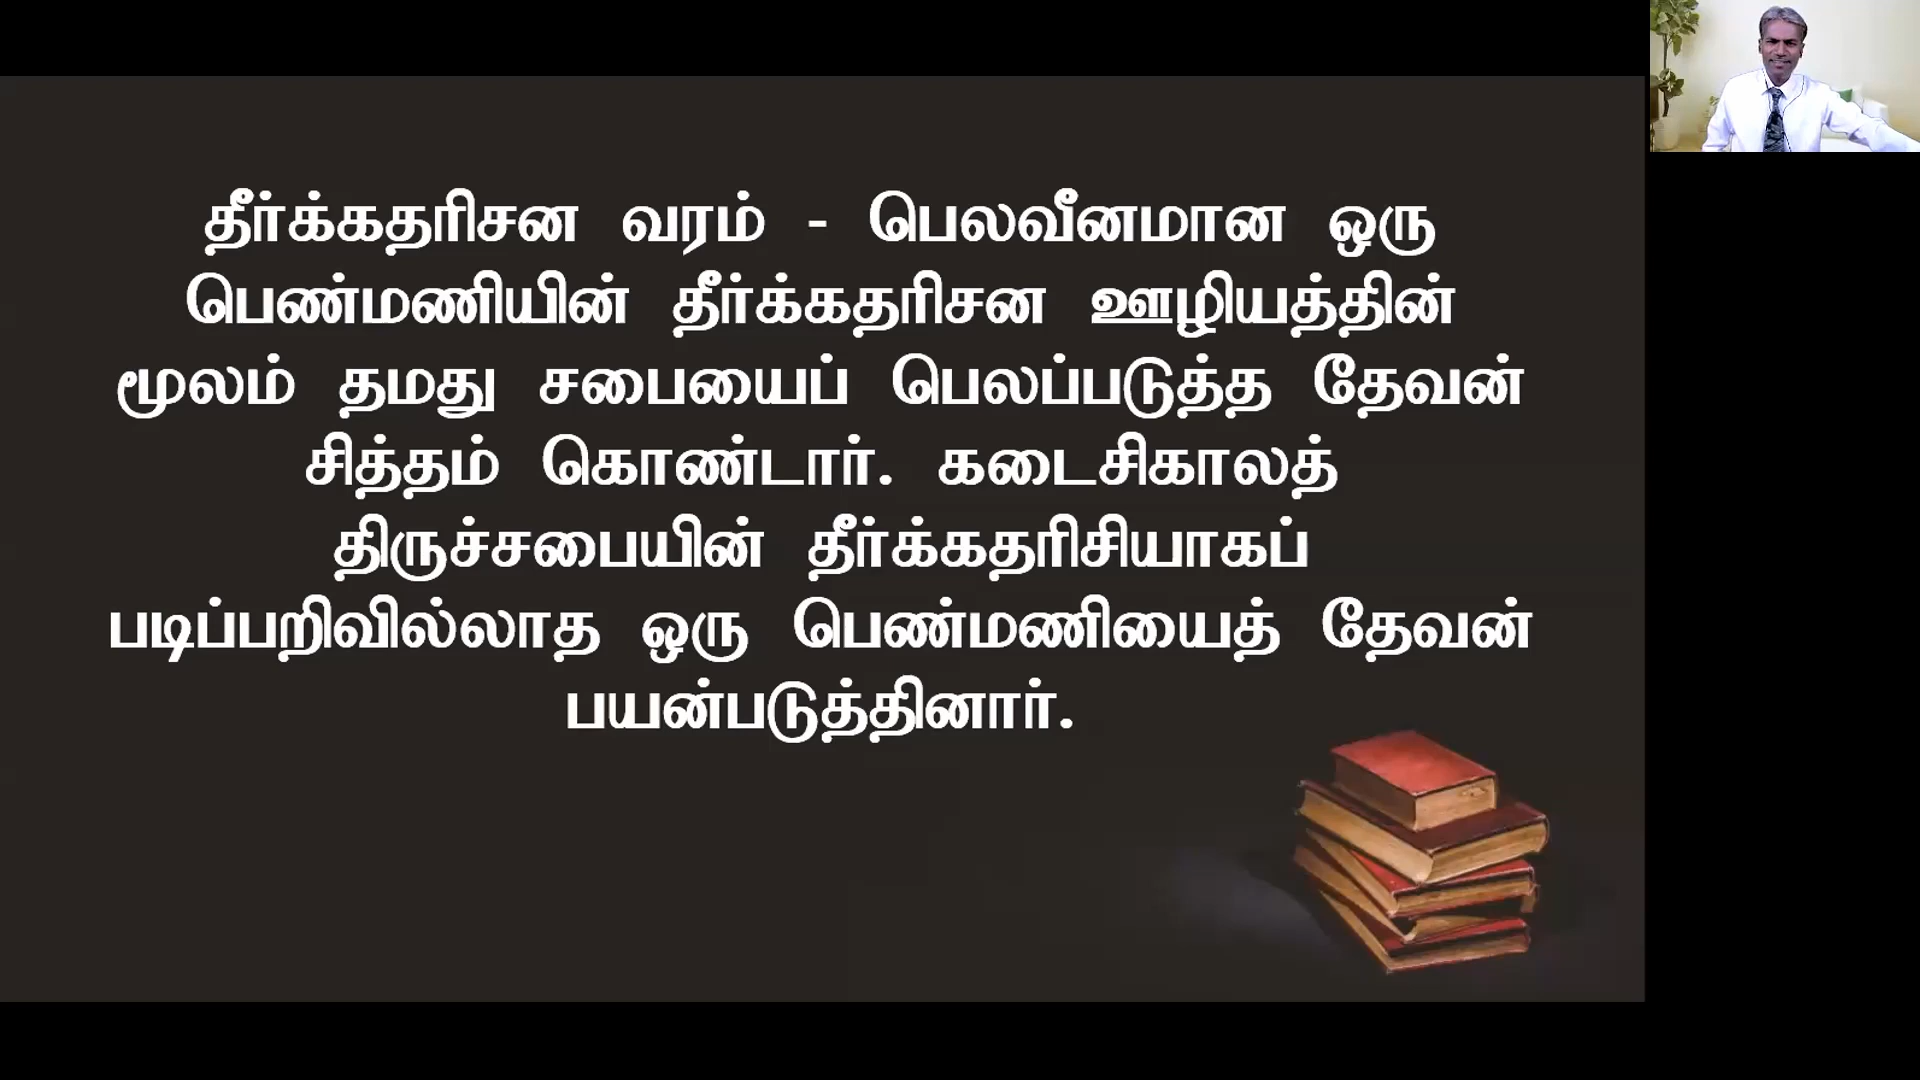 தீர்க்கதரிசன வரம் - பெலவீனமான ஒரு
பெண்மணியின் தீர்க்கதரிசன ஊழியத்தின்
மூலம் தமது சபையைப் பெலப்படுத்த தேவன்
சித்தம் கொண்டார். கடைசிகாலத்
திருச்சபையின் தீர்க்கதரிசியாகப்
படிப்பறிவில்லாத ஒரு பெண்மணியைத் தேவன்
பயன்படுத்தினார்.